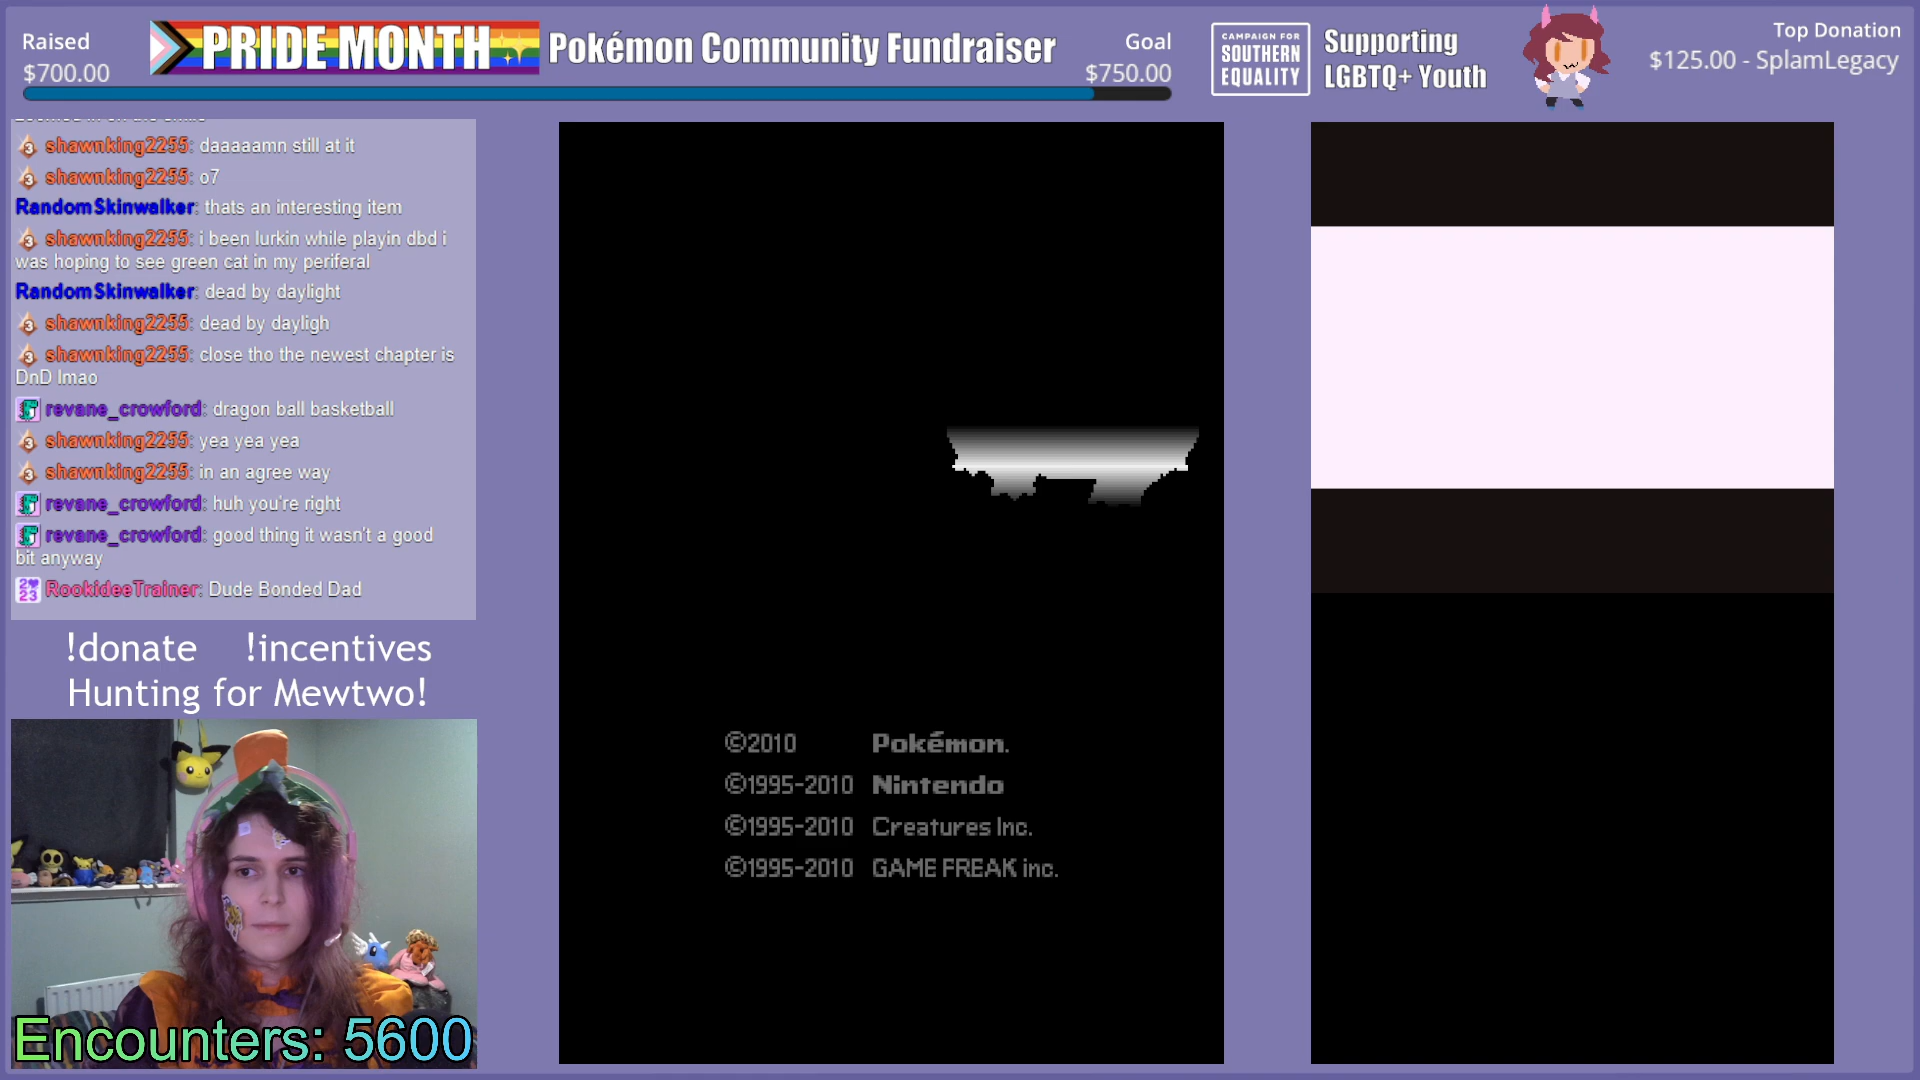 Raised
$700.00
PRIDE MONTH
Pokémon Community Fundraiser
Goal
$750.00
CAMPAIGN FOR
SOUTHERN
EQUALITY
Supporting
LGBTQ+ Youth
Top Donation
$125.00 - SplamLegacy
shawnking2255: daaaaamn still at it
shawnking2255: o7
RandomSkinwalker: thats an interesting item
shawnking2255: i been lurkin while playin dbd i
was hoping to see green cat in my periferal
RandomSkinwalker: dead by daylight
shawnking2255: dead by dayligh
shawnking2255: close tho the newest chapter is
DnD lmao
revane_crowford: dragon ball basketball
shawnking2255: yea yea yea
shawnking2255: in an agree way
revane_crowford: huh you're right
revane_crowford: good thing it wasn't a good
bit anyway
RookideeTrainer: Dude Bonded Dad
!donate !incentives
Hunting for Mewtwo!
Encounters: 5600
©2010 Pokémon.
©1995-2010 Nintendo
©1995-2010 Creatures Inc.
©1995-2010 GAME FREAK inc.